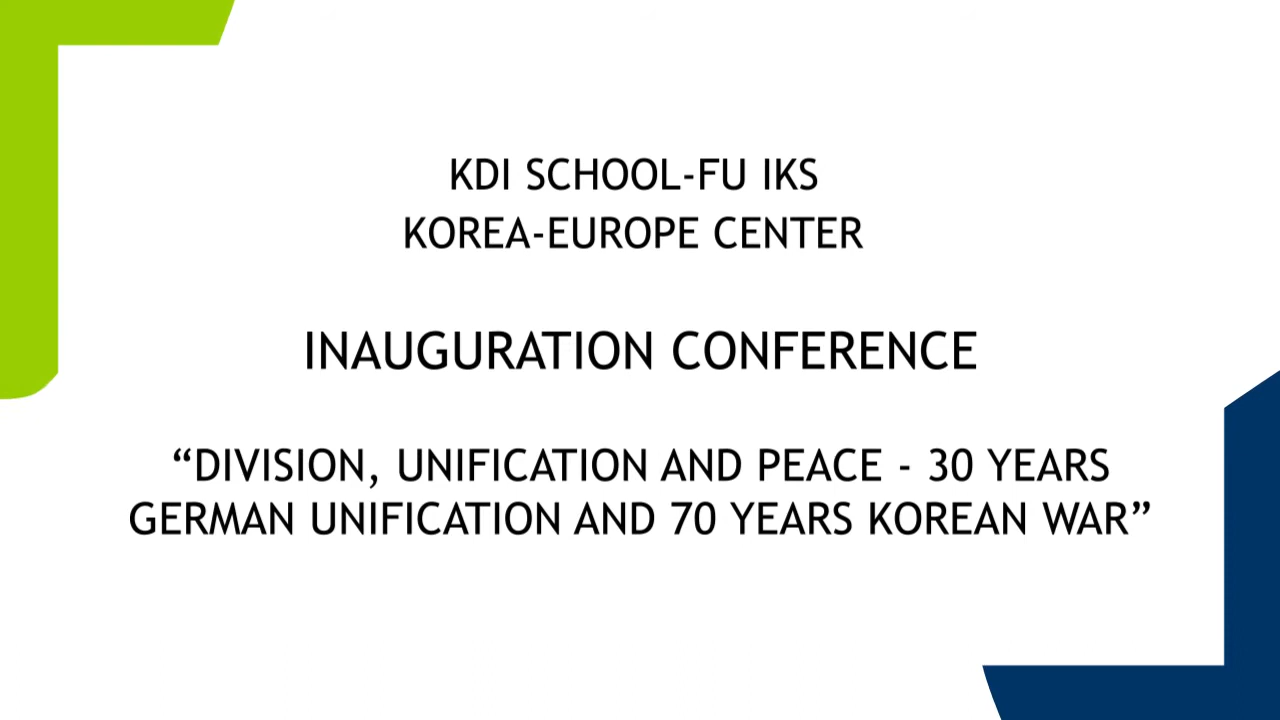 KDI SCHOOL-FU IKS
KOREA-EUROPE CENTER
INAUGURATION CONFERENCE
“DIVISION, UNIFICATION AND PEACE - 30 YEARS
GERMAN UNIFICATION AND 70 YEARS KOREAN WAR”